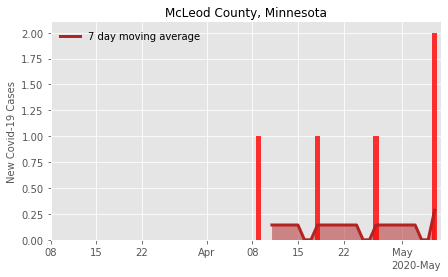 McLeod County, Minnesota
7 day moving average
New Covid-19 Cases
2.00
1.75
1.50
1.25
1.00
0.75
0.50
0.25
0.00
08 15 22 Apr 08 15 22 May
2020-May